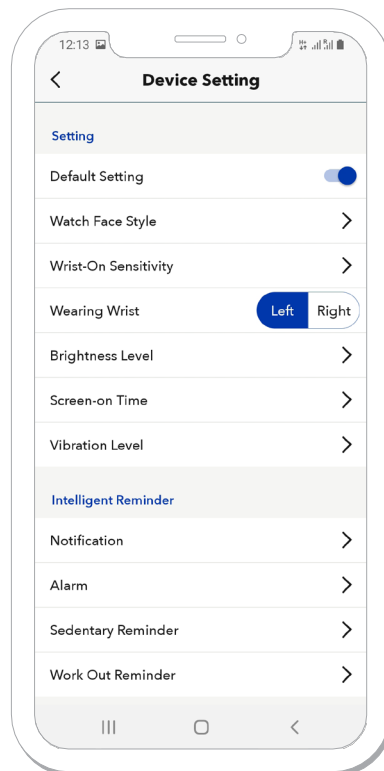 12:13
Device Setting
Setting
Default Setting
Watch Face Style
Wrist-On Sensitivity
Wearing Wrist Left Right
Brightness Level
Screen-on Time
Vibration Level
Intelligent Reminder
Notification
Alarm
Sedentary Reminder
Work Out Reminder